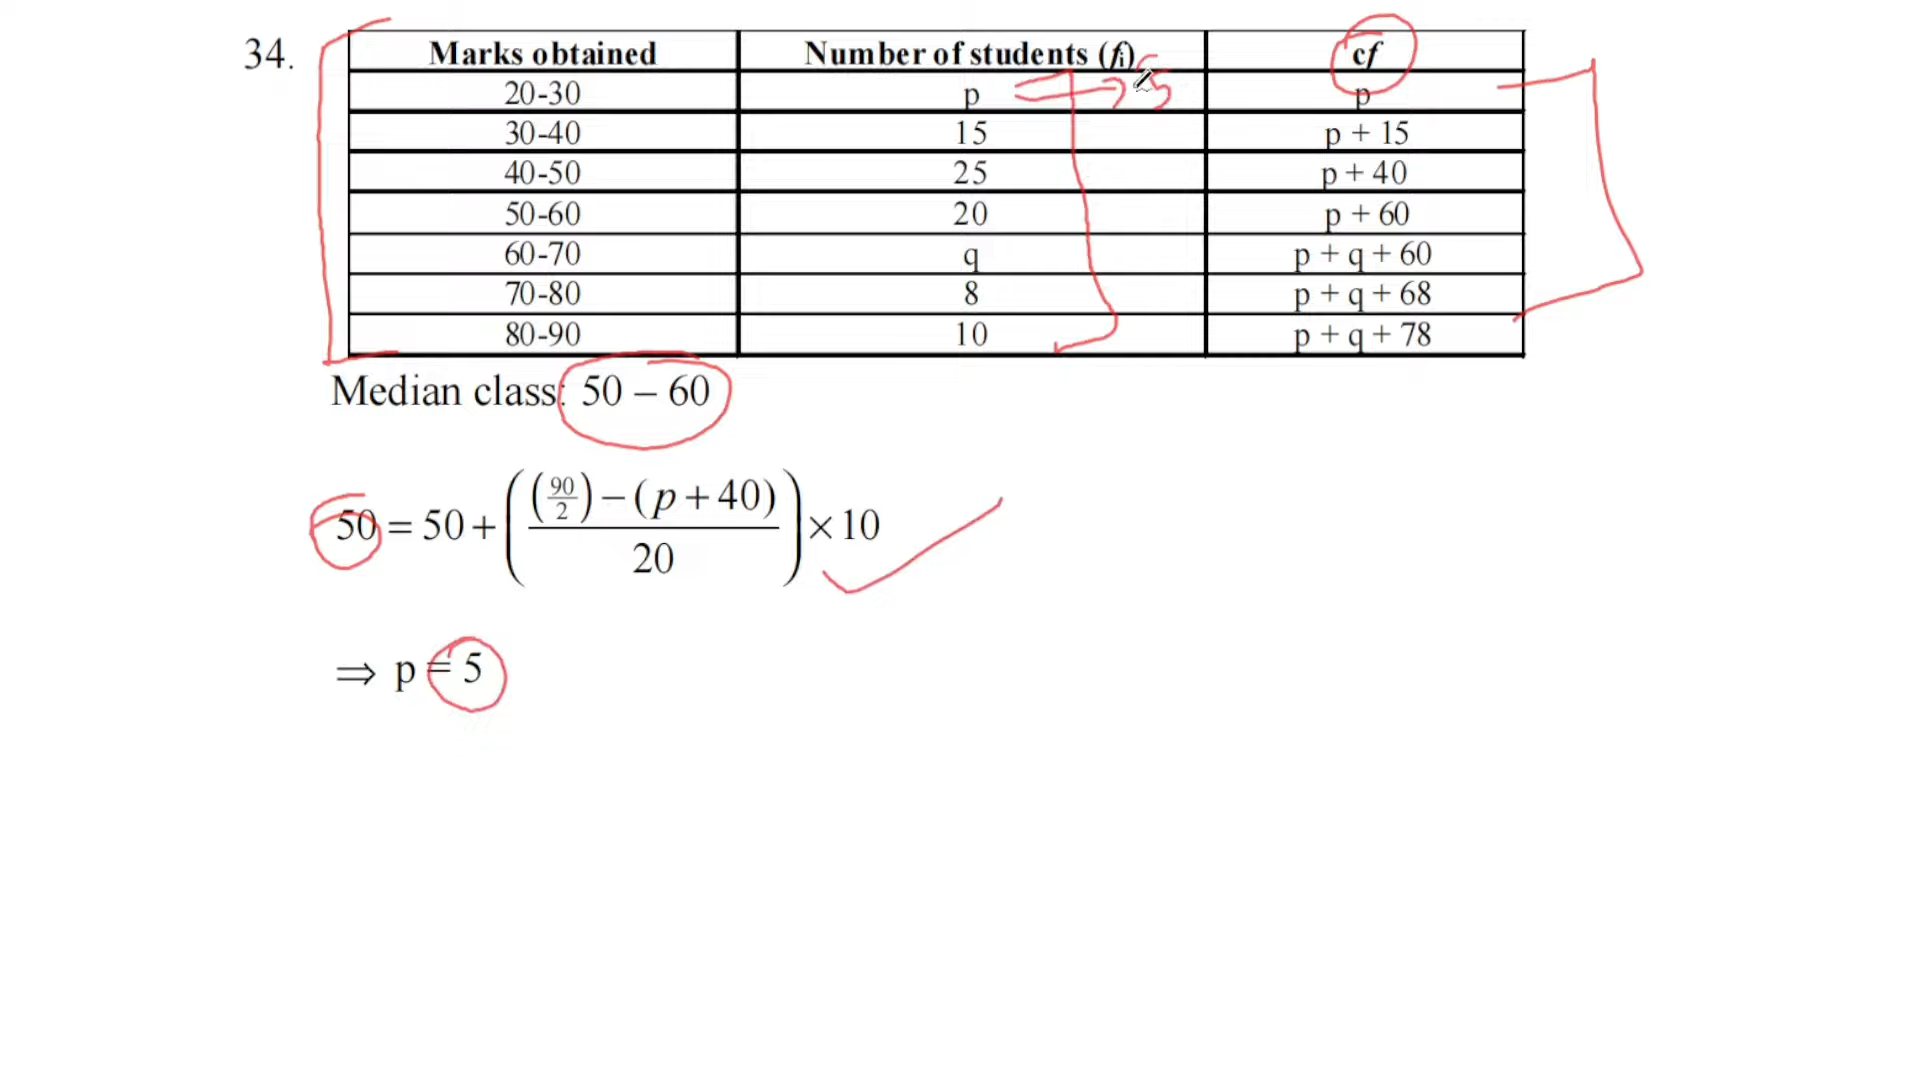 34.
Marks obtained Number of students (fi) cf
20-30 p → 5 p
30-40 15 p + 15
40-50 25 p + 40
50-60 20 p + 60
60-70 q p + q + 60
70-80 8 p + q + 68
80-90 10 p + q + 78
Median class: 50 – 60
50 = 50 + (((90/2) – (p + 40))/20) × 10
⇒ p = 5